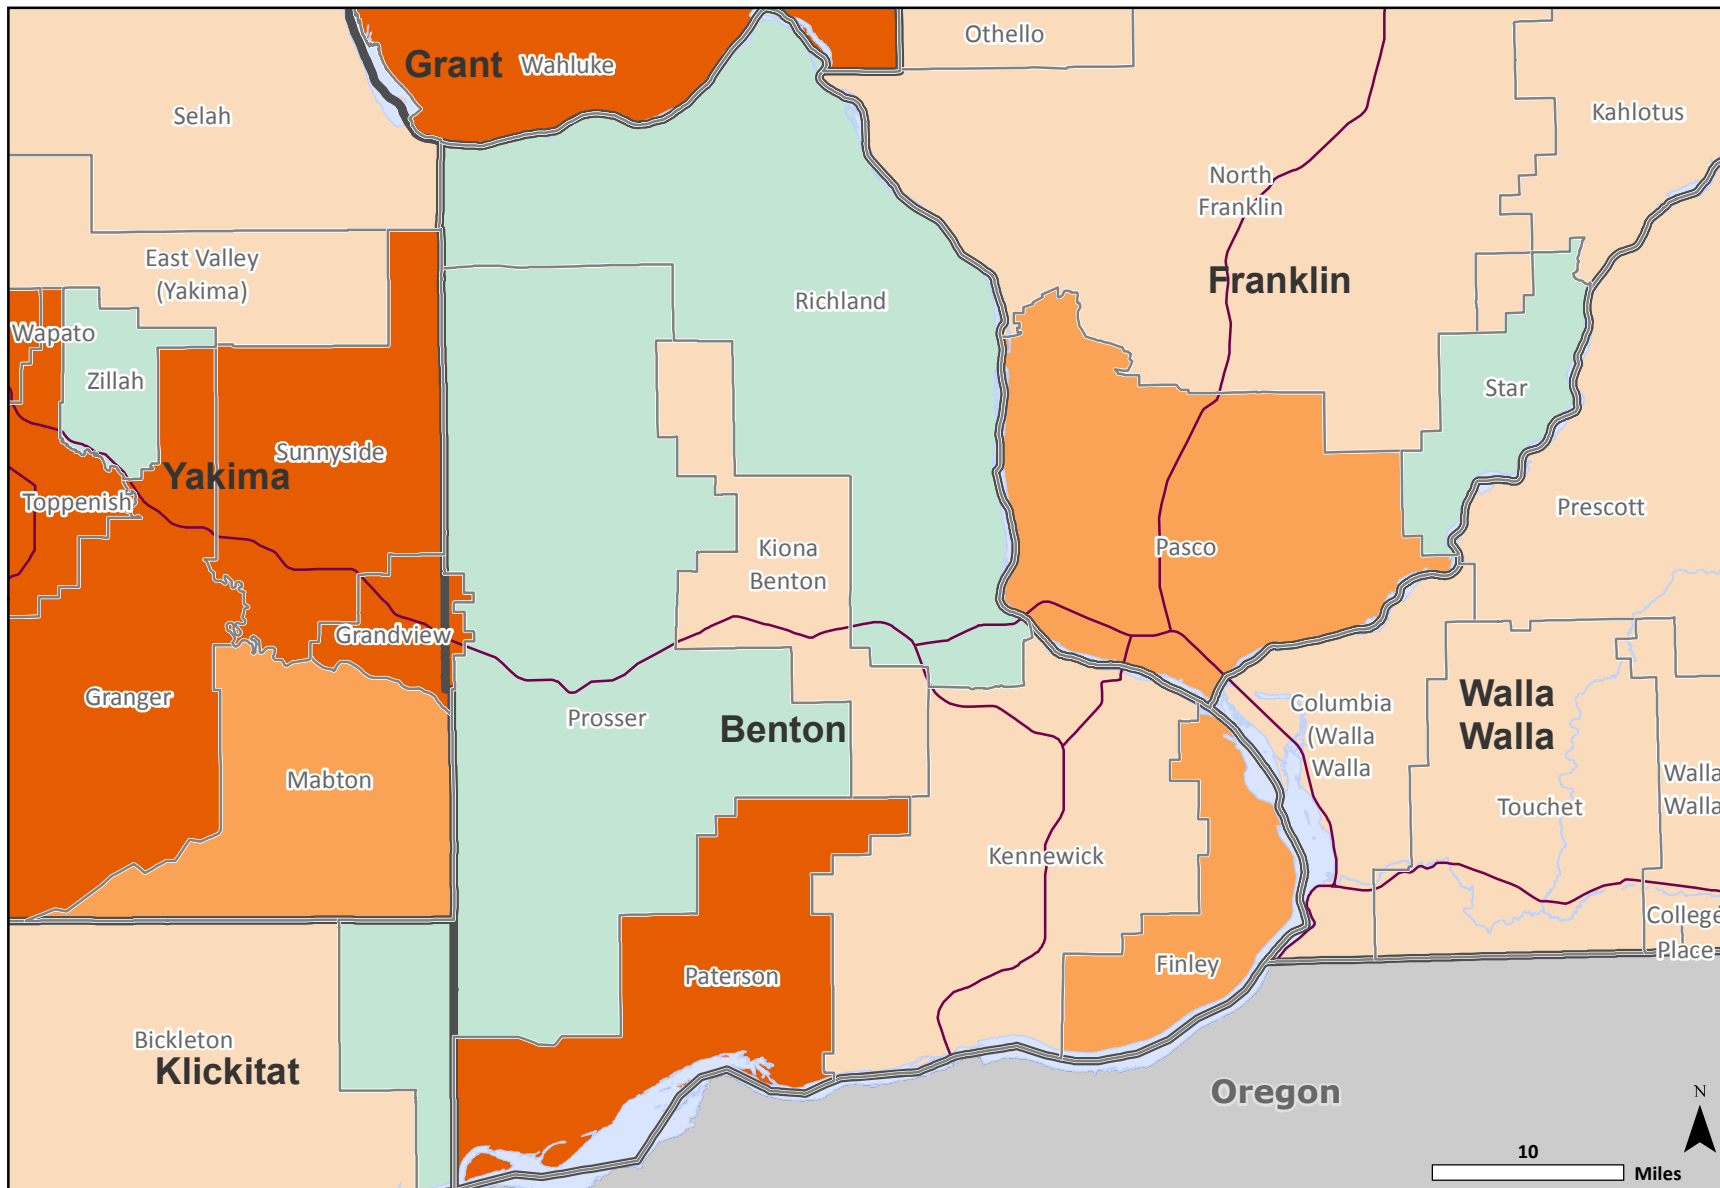 Othello
Grant
Wahluke
Selah
Kahlotus
North
Franklin
East Valley
(Yakima)
Franklin
Richland
Wapato
Zillah
Star
Sunnyside
Yakima
Toppenish
Prescott
Kiona
Benton
Pasco
Grandview
Granger
Walla
Walla
Columbia
(Walla
Walla
Prosser
Benton
Mabton
Walla
Walla
Touchet
Kennewick
College
Place
Finley
Paterson
Bickleton
Klickitat
Oregon
N
10
Miles